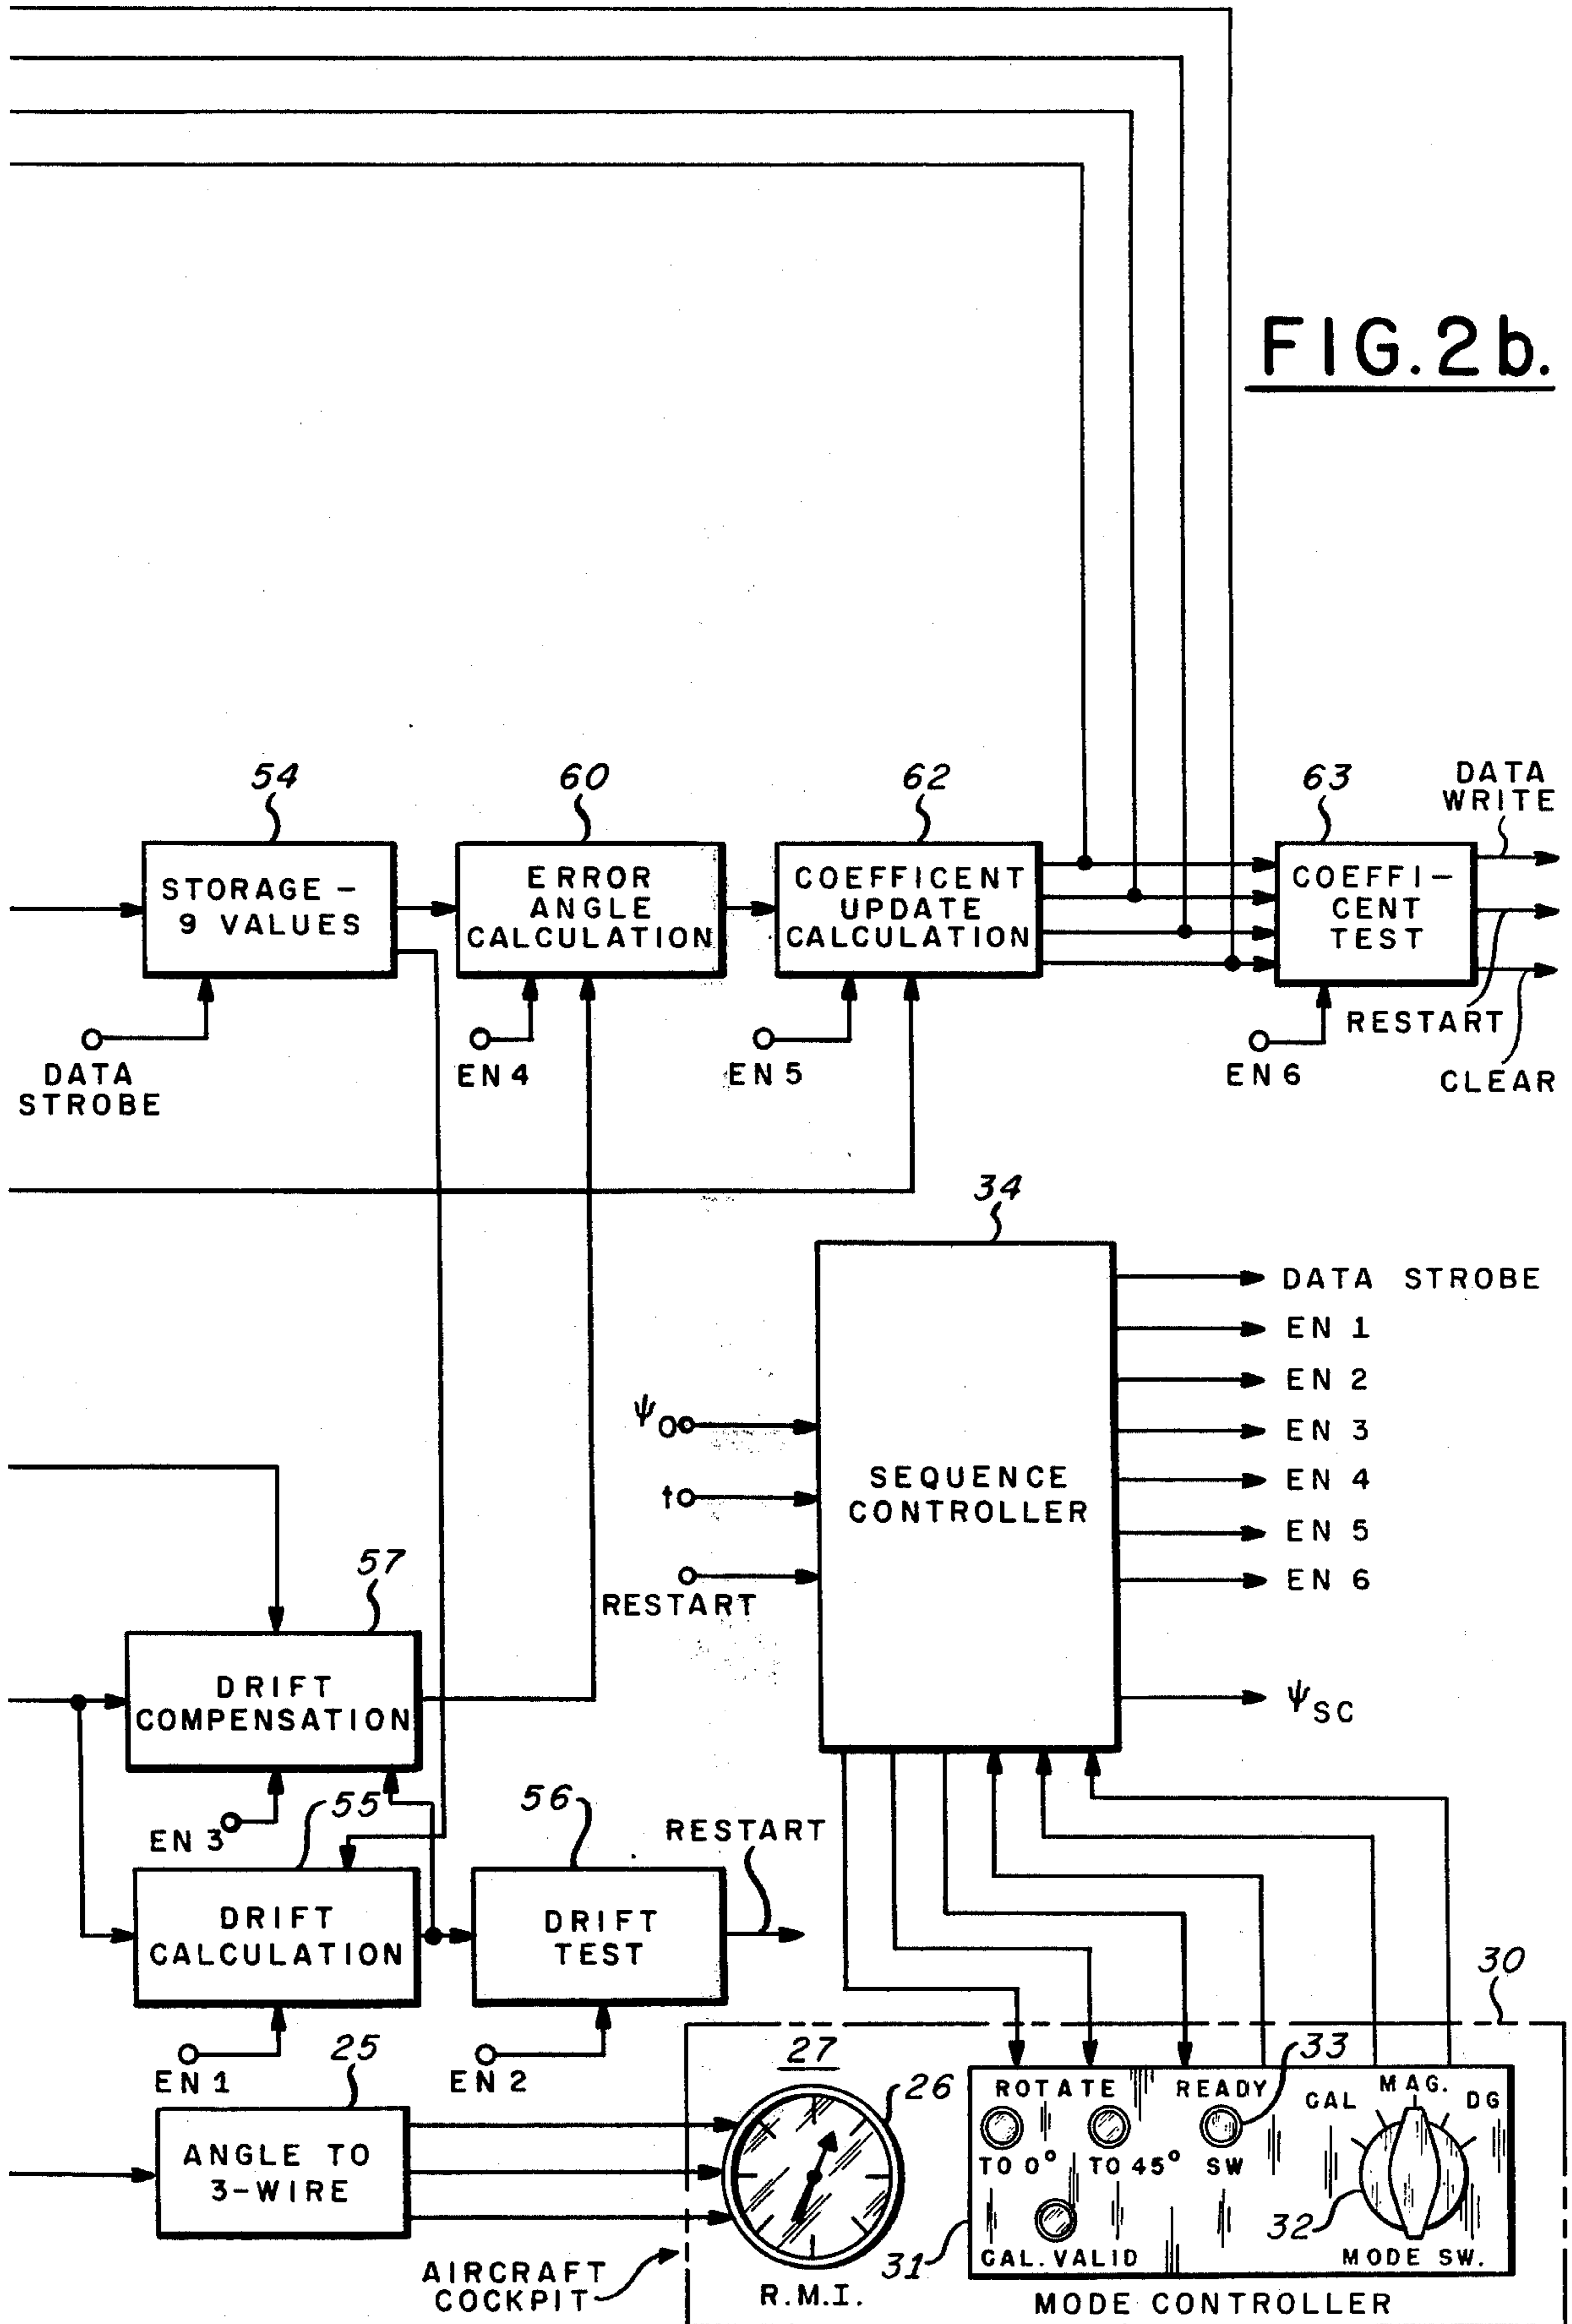 FIG. 2b.
54
60
62
63
DATA
WRITE
STORAGE –
9 VALUES
ERROR
ANGLE
CALCULATION
COEFFICENT
UPDATE
CALCULATION
COEFFI–
CENT
TEST
DATA
STROBE
EN 4
EN 5
EN 6
RESTART
CLEAR
34
DATA STROBE
EN 1
EN 2
EN 3
EN 4
EN 5
EN 6
ψ0
t
RESTART
SEQUENCE
CONTROLLER
ψSC
57
DRIFT
COMPENSATION
EN 3
55
56
RESTART
DRIFT
CALCULATION
DRIFT
TEST
EN 1
EN 2
25
ANGLE TO
3-WIRE
30
27
26
33
ROTATE
READY
CAL
MAG.
DG
TO 0°
TO 45°
SW
31
32
CAL. VALID
MODE SW.
AIRCRAFT
COCKPIT
R.M.I.
MODE CONTROLLER